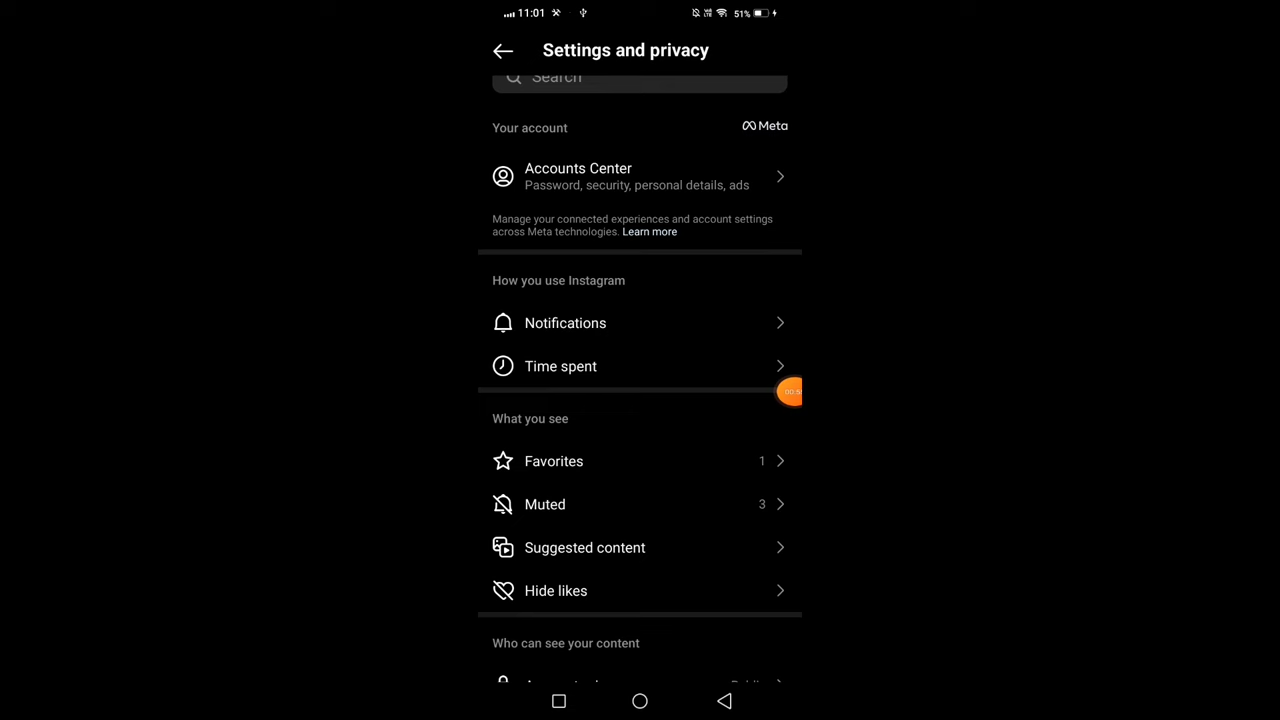 11:01
51%
Settings and privacy
Search
Your account
Meta
Accounts Center
Password, security, personal details, ads
Manage your connected experiences and account settings
across Meta technologies. Learn more
How you use Instagram
Notifications
Time spent
What you see
Favorites 1
Muted 3
Suggested content
Hide likes
Who can see your content